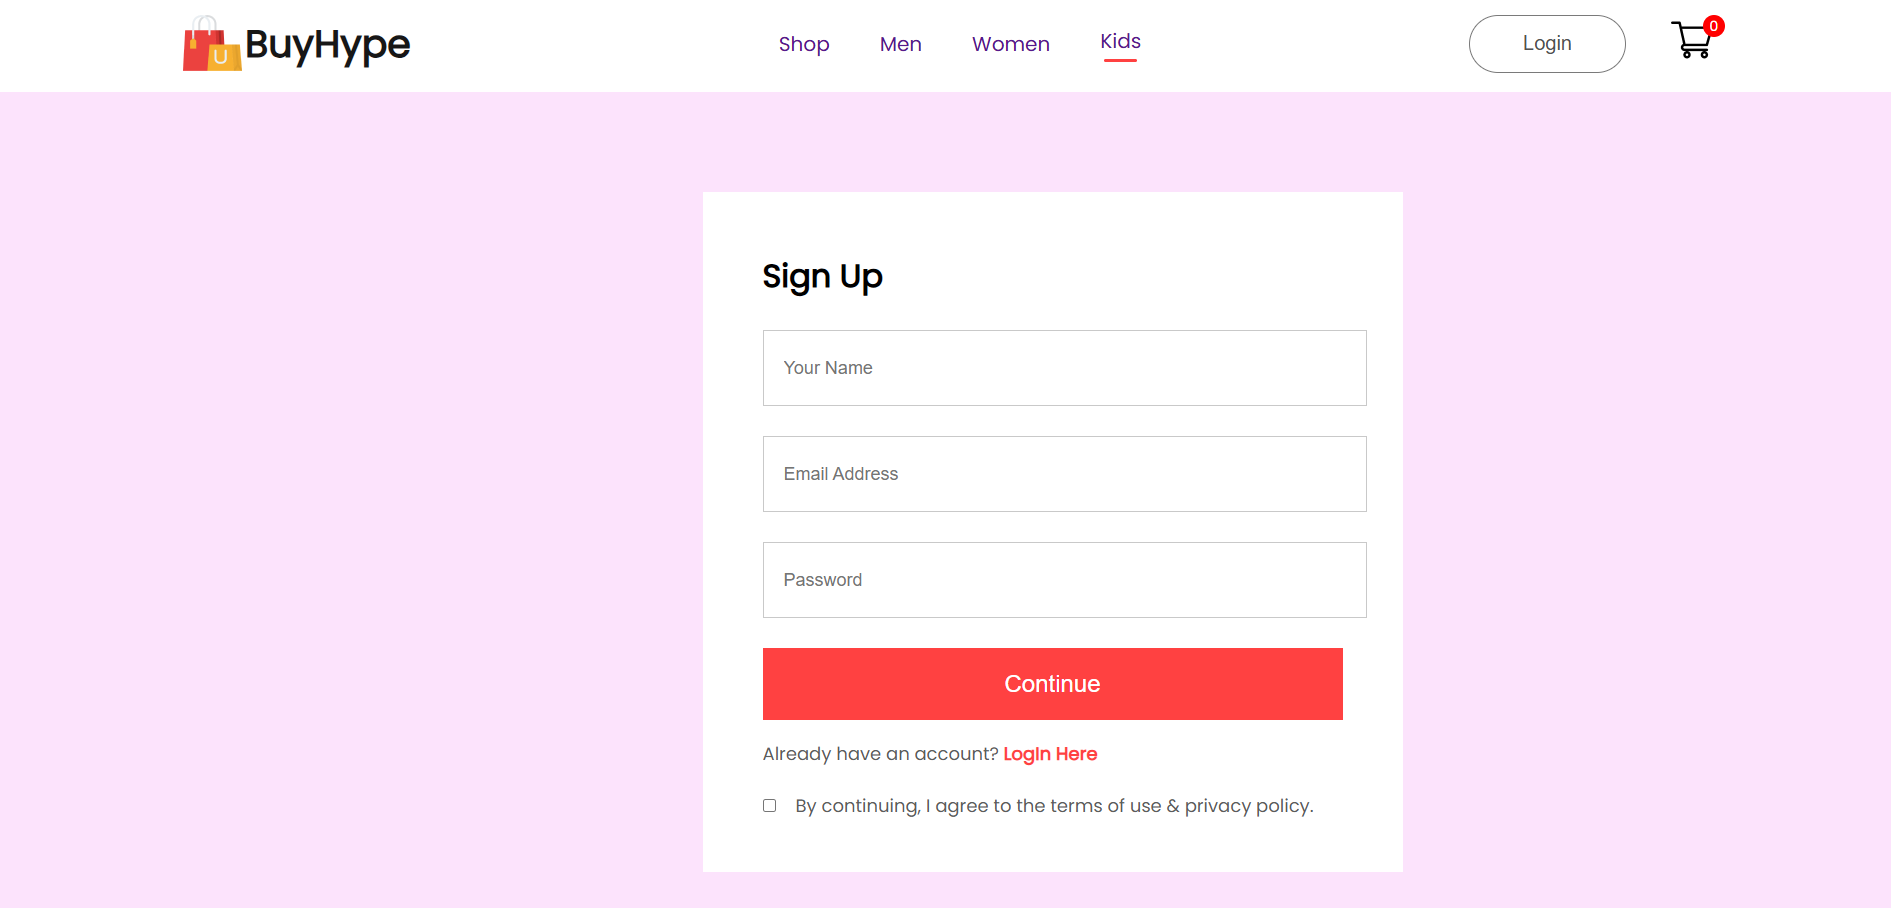 BuyHype
Shop Men Women Kids
Login
0
Sign Up
Your Name
Email Address
Password
Continue
Already have an account? LogIn Here
By continuing, I agree to the terms of use & privacy policy.